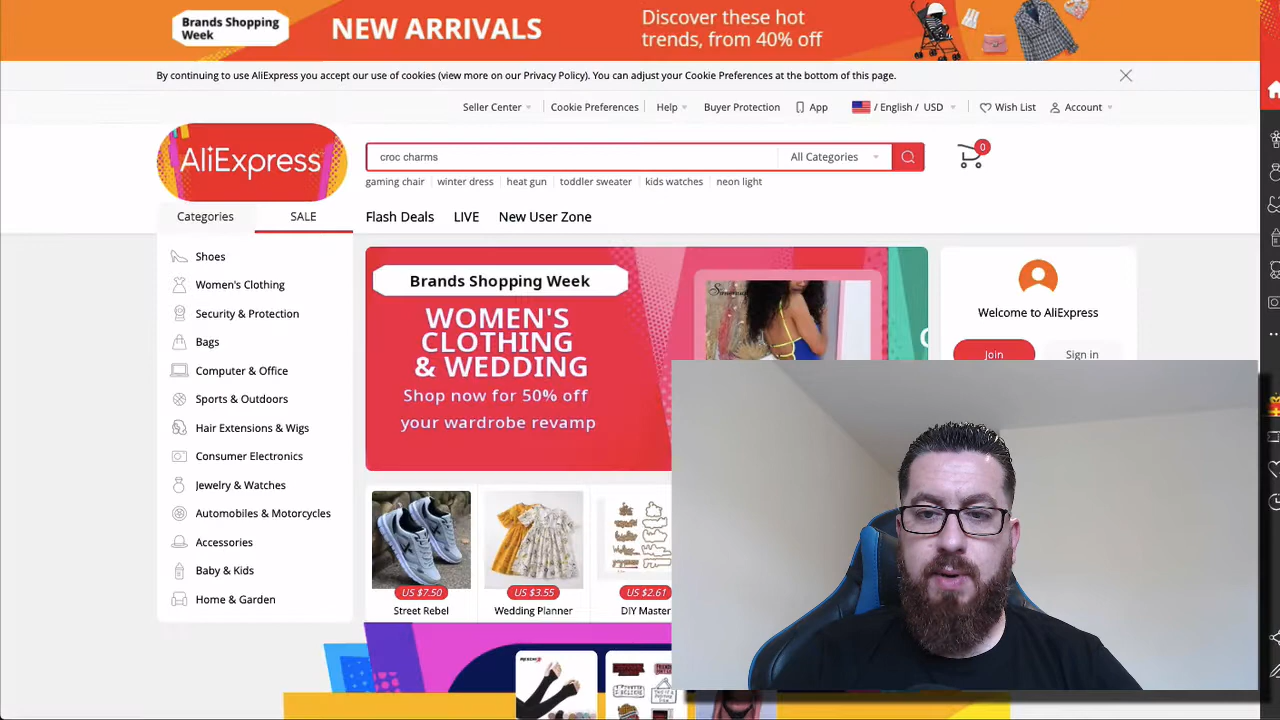 Brands Shopping
Week
NEW ARRIVALS
Discover these hot
trends, from 40% off
By continuing to use AliExpress you accept our use of cookies (view more on our Privacy Policy). You can adjust your Cookie Preferences at the bottom of this page.
Seller Center
Cookie Preferences
Help
Buyer Protection
App
/ English / USD
Wish List
Account
AliExpress
croc charms
All Categories
0
gaming chair
winter dress
heat gun
toddler sweater
kids watches
neon light
Categories
SALE
Flash Deals
LIVE
New User Zone
Shoes
Women's Clothing
Security & Protection
Bags
Computer & Office
Sports & Outdoors
Hair Extensions & Wigs
Consumer Electronics
Jewelry & Watches
Automobiles & Motorcycles
Accessories
Baby & Kids
Home & Garden
Brands Shopping Week
WOMEN'S
CLOTHING
& WEDDING
Shop now for 50% off
your wardrobe revamp
Welcome to AliExpress
Join
Sign in
US $7.50
Street Rebel
US $3.55
Wedding Planner
US $2.61
DIY Master